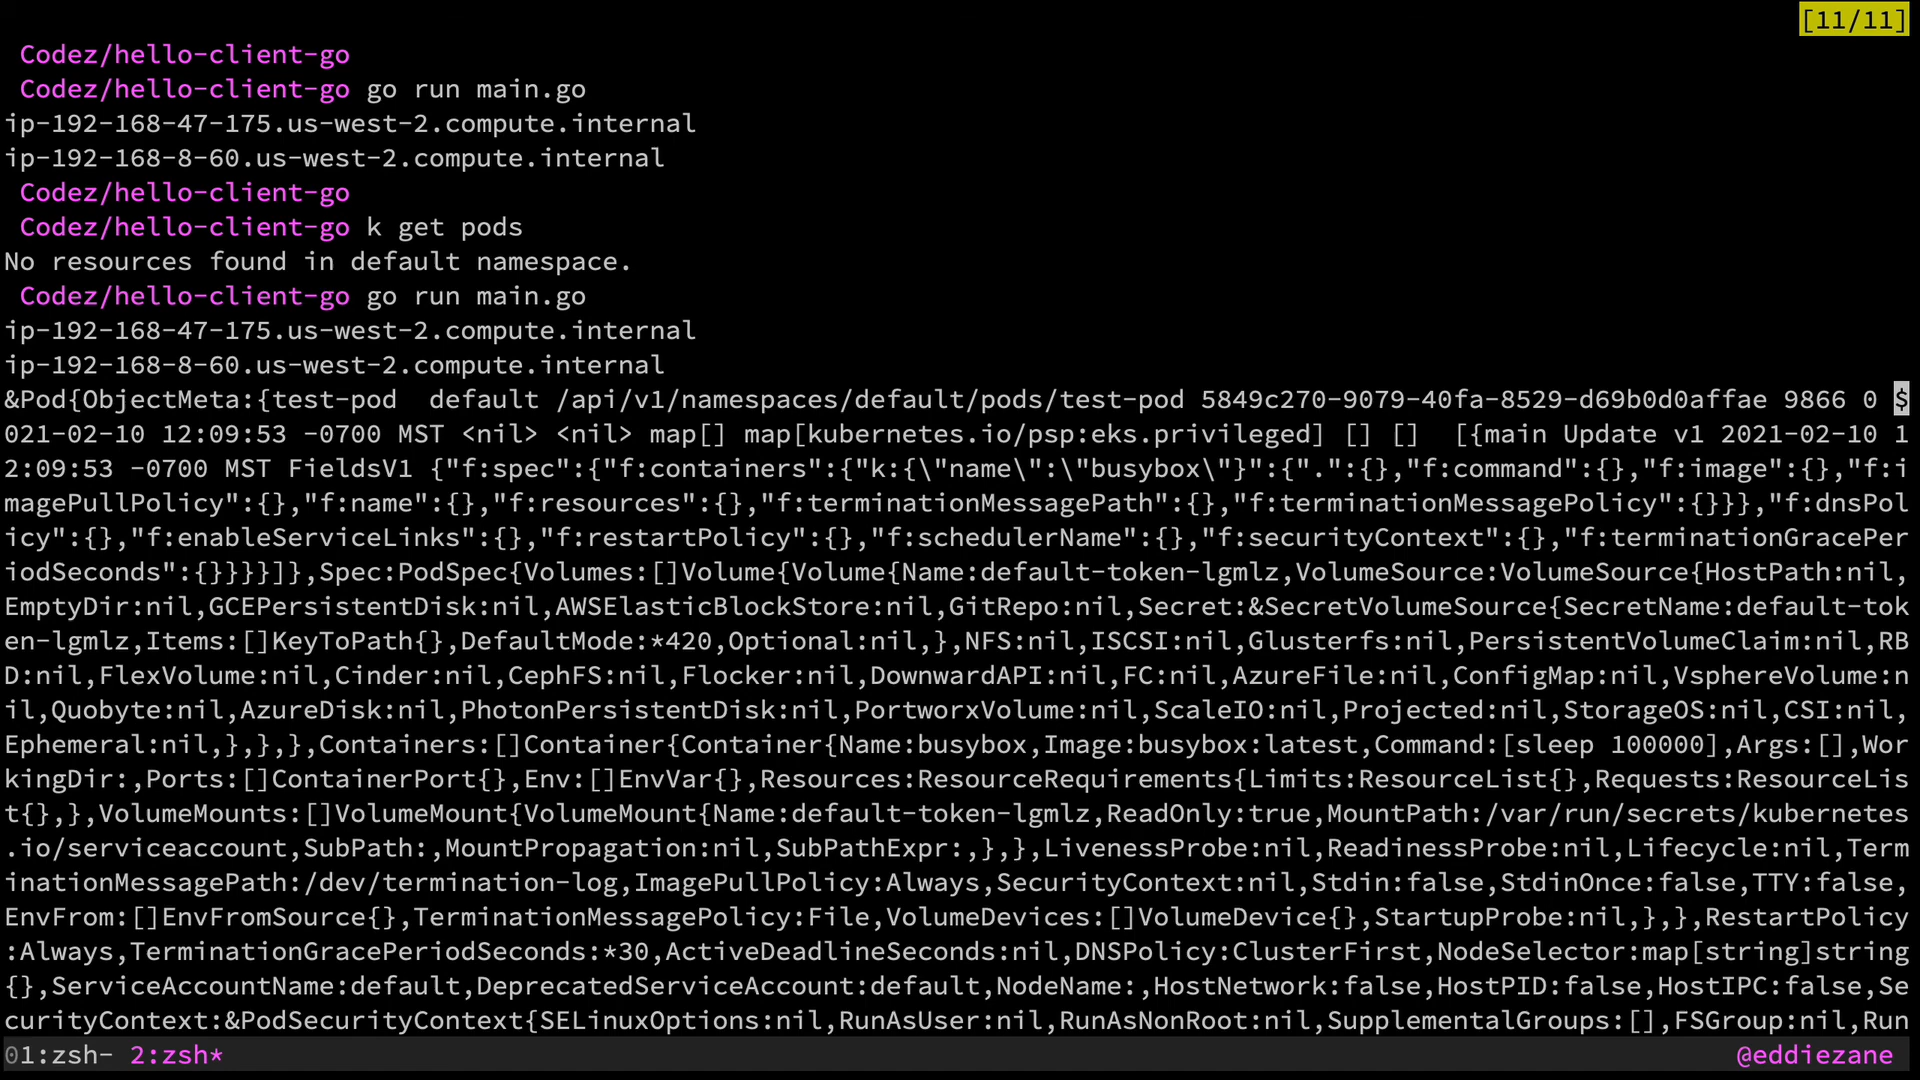 [11/11]
Codez/hello-client-go
Codez/hello-client-go go run main.go
ip-192-168-47-175.us-west-2.compute.internal
ip-192-168-8-60.us-west-2.compute.internal
Codez/hello-client-go
Codez/hello-client-go k get pods
No resources found in default namespace.
Codez/hello-client-go go run main.go
ip-192-168-47-175.us-west-2.compute.internal
ip-192-168-8-60.us-west-2.compute.internal
&Pod{ObjectMeta:{test-pod  default /api/v1/namespaces/default/pods/test-pod 5849c270-9079-40fa-8529-d69b0d0affae 9866 0 $
021-02-10 12:09:53 -0700 MST <nil> <nil> map[] map[kubernetes.io/psp:eks.privileged] [] []  [{main Update v1 2021-02-10 1
2:09:53 -0700 MST FieldsV1 {"f:spec":{"f:containers":{"k:{\"name\":\"busybox\"}":{".":{},"f:command":{},"f:image":{},"f:i
magePullPolicy":{},"f:name":{},"f:resources":{},"f:terminationMessagePath":{},"f:terminationMessagePolicy":{}}},"f:dnsPol
icy":{},"f:enableServiceLinks":{},"f:restartPolicy":{},"f:schedulerName":{},"f:securityContext":{},"f:terminationGracePer
iodSeconds":{}}}}]},Spec:PodSpec{Volumes:[]Volume{Volume{Name:default-token-lgmlz,VolumeSource:VolumeSource{HostPath:nil,
EmptyDir:nil,GCEPersistentDisk:nil,AWSElasticBlockStore:nil,GitRepo:nil,Secret:&SecretVolumeSource{SecretName:default-tok
en-lgmlz,Items:[]KeyToPath{},DefaultMode:*420,Optional:nil,},NFS:nil,ISCSI:nil,Glusterfs:nil,PersistentVolumeClaim:nil,RB
D:nil,FlexVolume:nil,Cinder:nil,CephFS:nil,Flocker:nil,DownwardAPI:nil,FC:nil,AzureFile:nil,ConfigMap:nil,VsphereVolume:n
il,Quobyte:nil,AzureDisk:nil,PhotonPersistentDisk:nil,PortworxVolume:nil,ScaleIO:nil,Projected:nil,StorageOS:nil,CSI:nil,
Ephemeral:nil,},},},Containers:[]Container{Container{Name:busybox,Image:busybox:latest,Command:[sleep 100000],Args:[],Wor
kingDir:,Ports:[]ContainerPort{},Env:[]EnvVar{},Resources:ResourceRequirements{Limits:ResourceList{},Requests:ResourceLis
t{},},VolumeMounts:[]VolumeMount{VolumeMount{Name:default-token-lgmlz,ReadOnly:true,MountPath:/var/run/secrets/kubernetes
.io/serviceaccount,SubPath:,MountPropagation:nil,SubPathExpr:,},},LivenessProbe:nil,ReadinessProbe:nil,Lifecycle:nil,Term
inationMessagePath:/dev/termination-log,ImagePullPolicy:Always,SecurityContext:nil,Stdin:false,StdinOnce:false,TTY:false,
EnvFrom:[]EnvFromSource{},TerminationMessagePolicy:File,VolumeDevices:[]VolumeDevice{},StartupProbe:nil,},},RestartPolicy
:Always,TerminationGracePeriodSeconds:*30,ActiveDeadlineSeconds:nil,DNSPolicy:ClusterFirst,NodeSelector:map[string]string
{},ServiceAccountName:default,DeprecatedServiceAccount:default,NodeName:,HostNetwork:false,HostPID:false,HostIPC:false,Se
curityContext:&PodSecurityContext{SELinuxOptions:nil,RunAsUser:nil,RunAsNonRoot:nil,SupplementalGroups:[],FSGroup:nil,Run
01:zsh- 2:zsh* @eddiezane